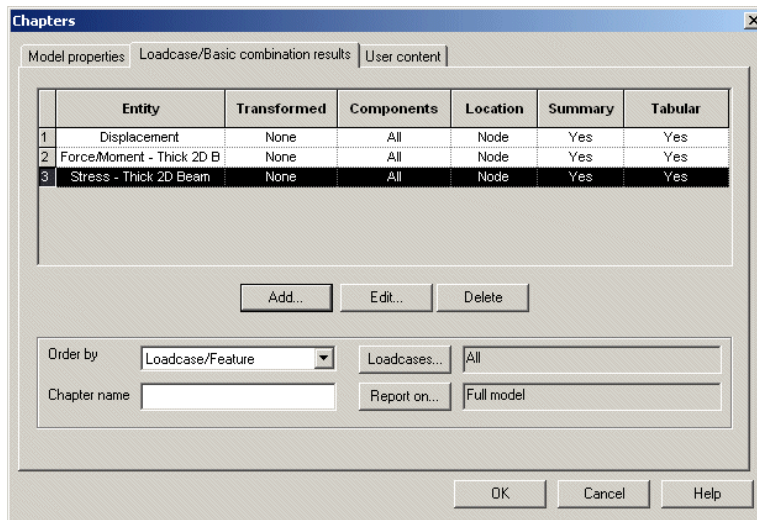 Chapters
Model properties Loadcase/Basic combination results User content
Entity Transformed Components Location Summary Tabular
1 Displacement None All Node Yes Yes
2 Force/Moment - Thick 2D B None All Node Yes Yes
3 Stress - Thick 2D Beam None All Node Yes Yes
Add... Edit... Delete
Order by Loadcase/Feature Loadcases... All
Chapter name Report on... Full model
OK Cancel Help